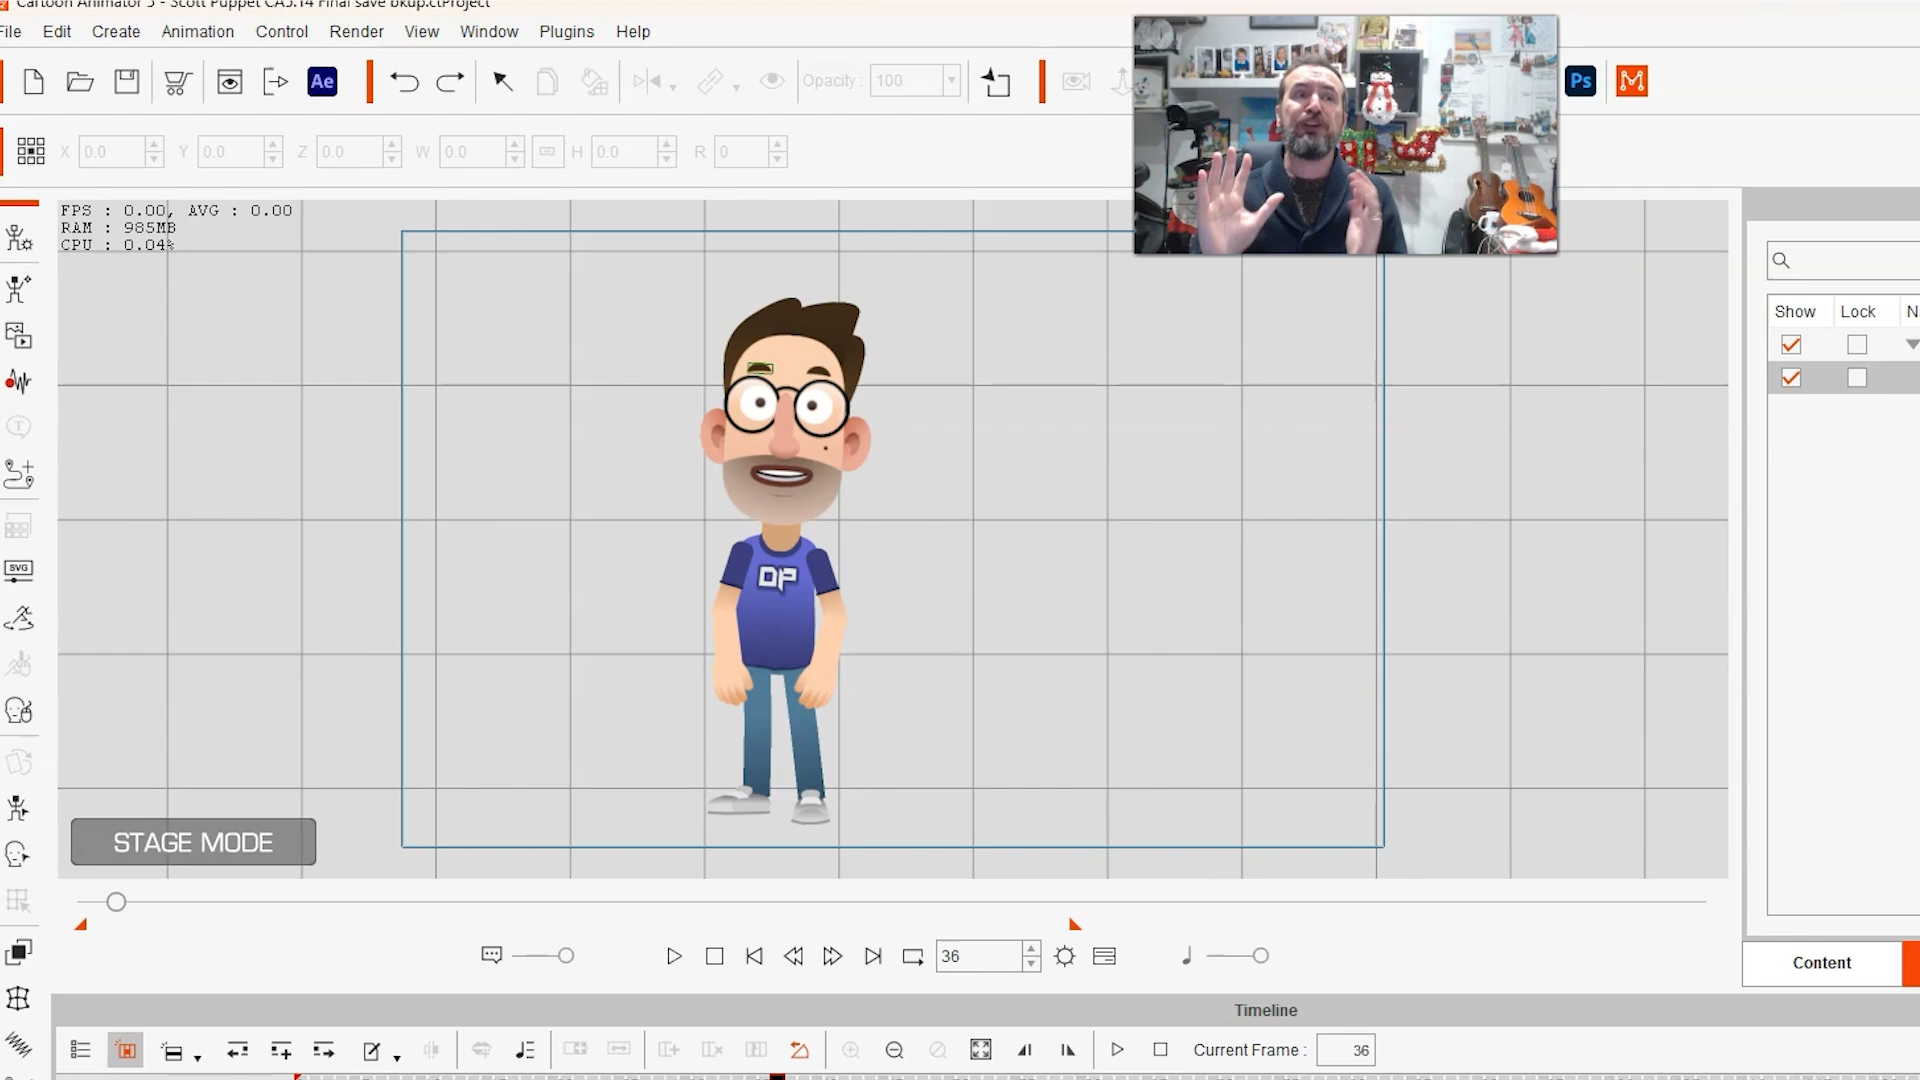 Cartoon Animator 5 - Scott Puppet CA5.14 Final save bkup.ctProject
File Edit Create Animation Control Render View Window Plugins Help
Ae
Opacity : 100
Ps
X 0.0 Y 0.0 Z 0.0 W 0.0 H 0.0 R 0
FPS : 0.00, AVG : 0.00
RAM : 985MB
CPU : 0.04%
Show Lock N
SVG
DP
STAGE MODE
36
Content
Timeline
Current Frame : 36